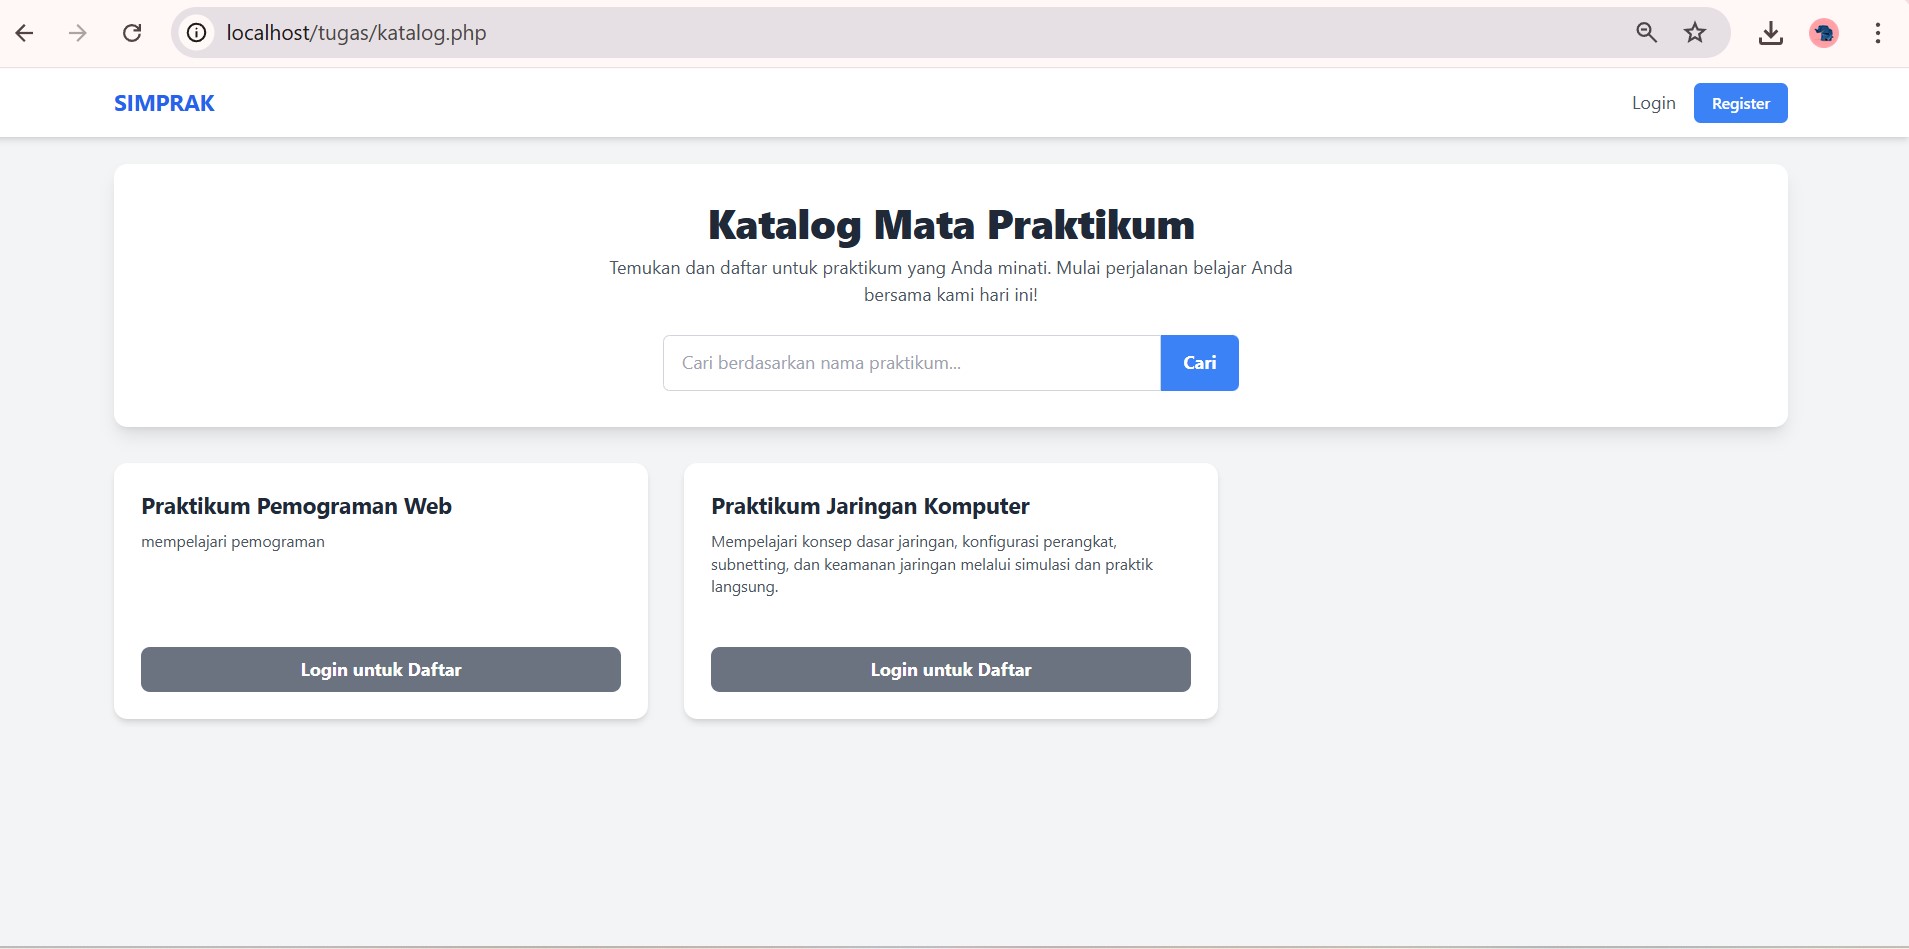 localhost/tugas/katalog.php
SIMPRAK
Login
Register
Katalog Mata Praktikum
Temukan dan daftar untuk praktikum yang Anda minati. Mulai perjalanan belajar Anda
bersama kami hari ini!
Cari berdasarkan nama praktikum...
Cari
Praktikum Pemograman Web
mempelajari pemograman
Login untuk Daftar
Praktikum Jaringan Komputer
Mempelajari konsep dasar jaringan, konfigurasi perangkat,
subnetting, dan keamanan jaringan melalui simulasi dan praktik
langsung.
Login untuk Daftar